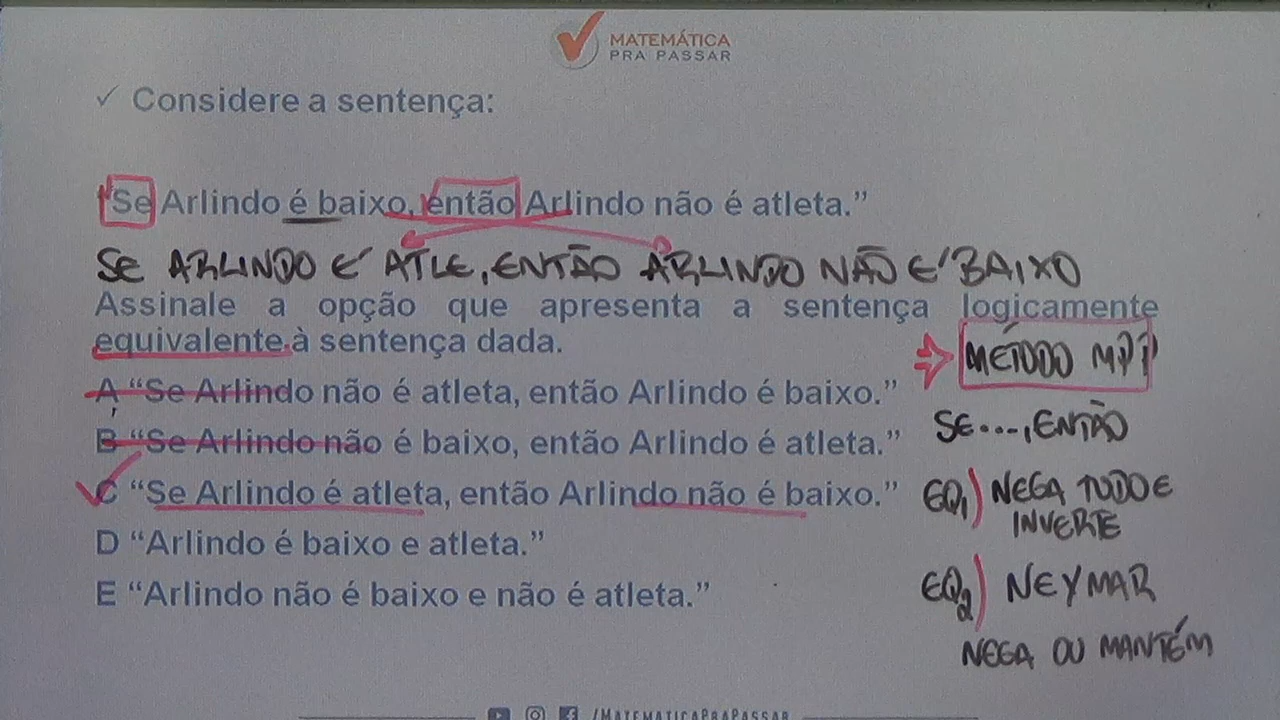 MATEMÁTICA
PRA PASSAR
✓ Considere a sentença:
"Se Arlindo é baixo, então Arlindo não é atleta."
SE ARLINDO É ATLE, ENTÃO ARLINDO NÃO É BAIXO
Assinale a opção que apresenta a sentença logicamente
equivalente à sentença dada.
MÉTODO MPP
A "Se Arlindo não é atleta, então Arlindo é baixo."
B "Se Arlindo não é baixo, então Arlindo é atleta."
SE...,ENTÃO
C "Se Arlindo é atleta, então Arlindo não é baixo."
EQ1) NEGA TUDO E
INVERTE
D "Arlindo é baixo e atleta."
E "Arlindo não é baixo e não é atleta."
EQ2) NEYMAR
NEGA OU MANTÉM
/MATEMATICAPRAPASSAR